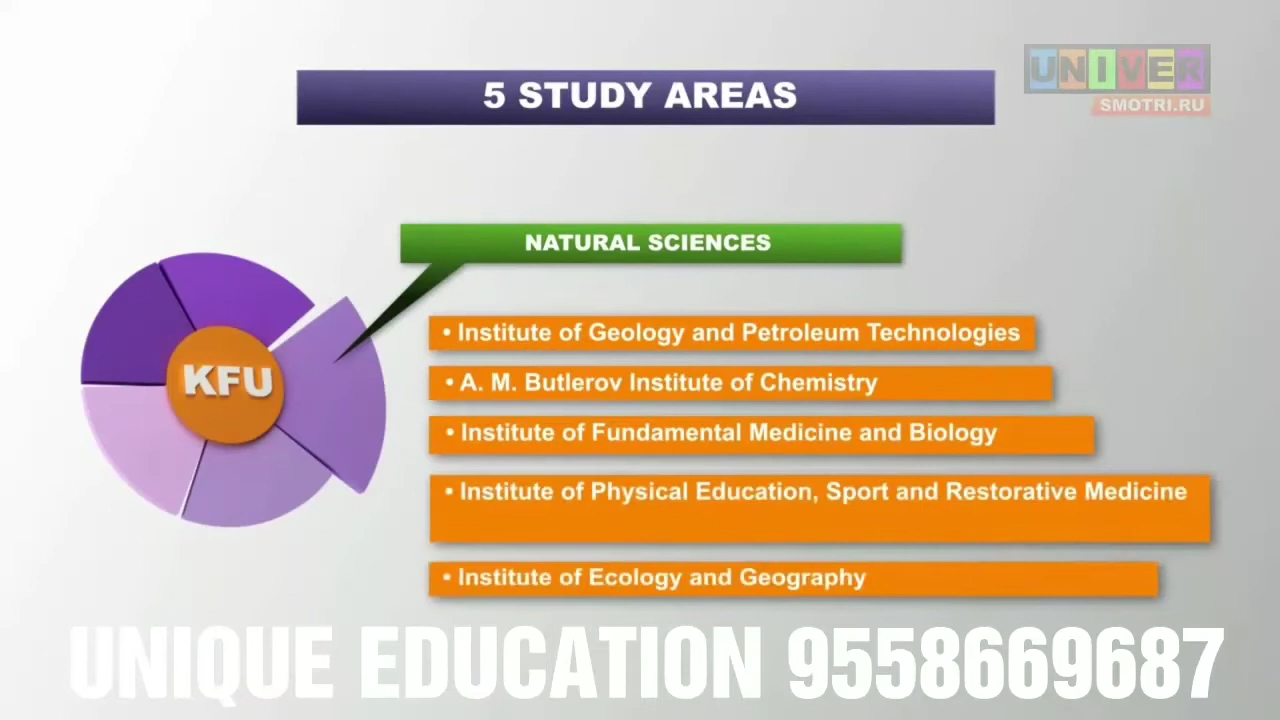 UNIVER
SMOTRI.RU
5 STUDY AREAS
NATURAL SCIENCES
KFU
• Institute of Geology and Petroleum Technologies
• A. M. Butlerov Institute of Chemistry
• Institute of Fundamental Medicine and Biology
• Institute of Physical Education, Sport and Restorative Medicine
• Institute of Ecology and Geography
UNIQUE EDUCATION 9558669687